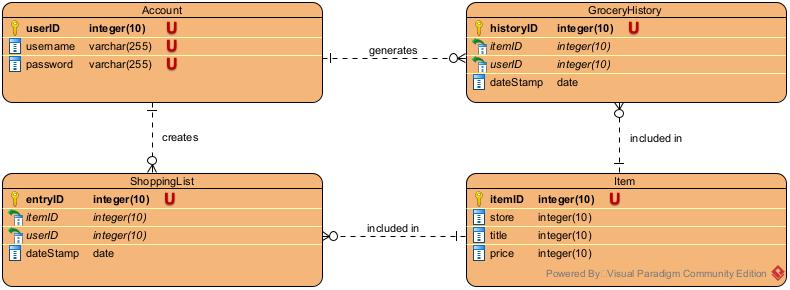 Account
userID integer(10) U
username varchar(255) U
password varchar(255) U
generates
GroceryHistory
historyID integer(10) U
itemID integer(10)
userID integer(10)
dateStamp date
creates
included in
ShoppingList
entryID integer(10) U
itemID integer(10)
userID integer(10)
dateStamp date
included in
Item
itemID integer(10) U
store integer(10)
title integer(10)
price integer(10)
Powered By Visual Paradigm Community Edition